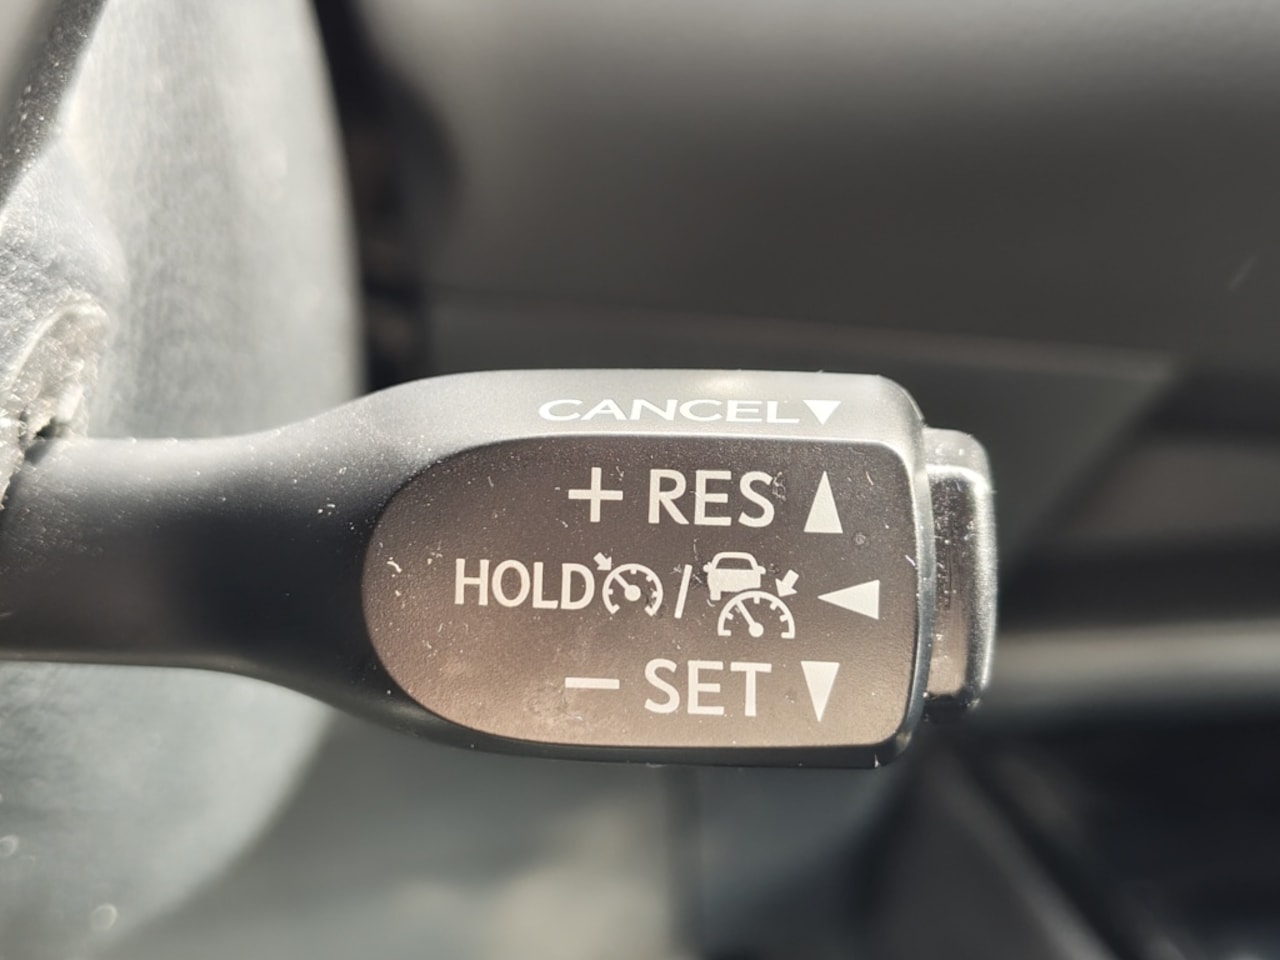 CANCEL▼
+ RES ▲
HOLD / ◀
− SET ▼